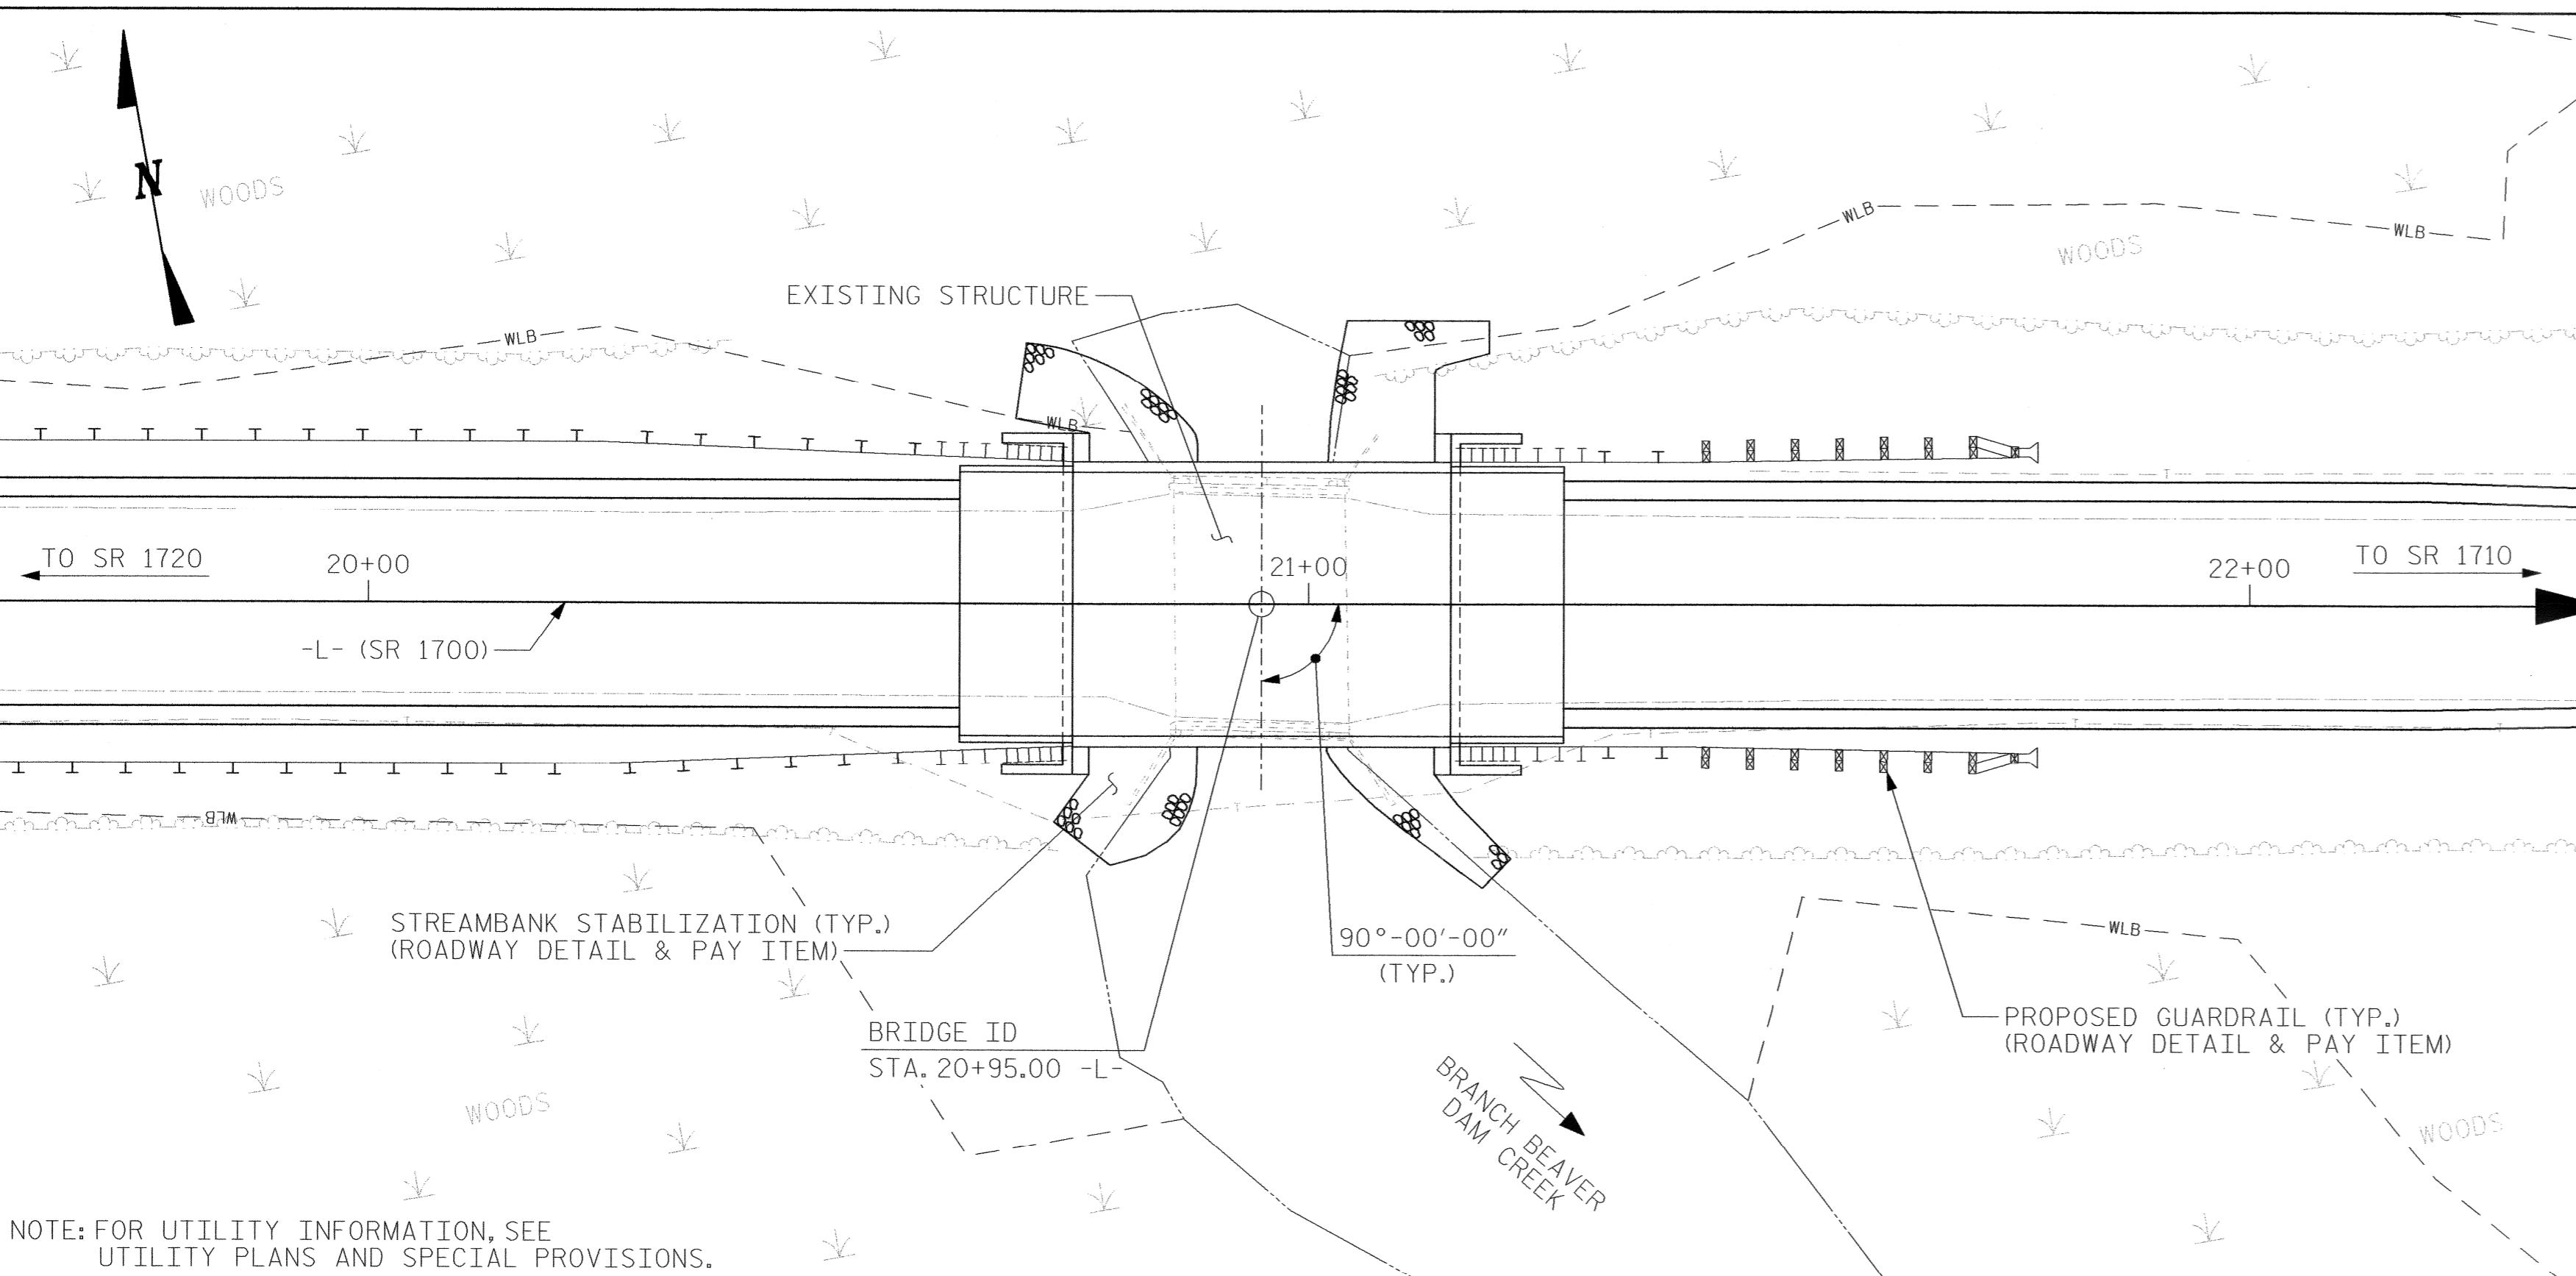 N
WOODS
WLB
WLB
WOODS
EXISTING STRUCTURE
WLB
WLB
TO SR 1720
20+00
21+00
22+00
TO SR 1710
-L- (SR 1700)
WLB
STREAMBANK STABILIZATION (TYP.)
(ROADWAY DETAIL & PAY ITEM)
90°-00'-00"
(TYP.)
WLB
BRIDGE ID
STA. 20+95.00 -L-
PROPOSED GUARDRAIL (TYP.)
(ROADWAY DETAIL & PAY ITEM)
WOODS
BRANCH BEAVER
DAM CREEK
WOODS
NOTE: FOR UTILITY INFORMATION, SEE
UTILITY PLANS AND SPECIAL PROVISIONS.